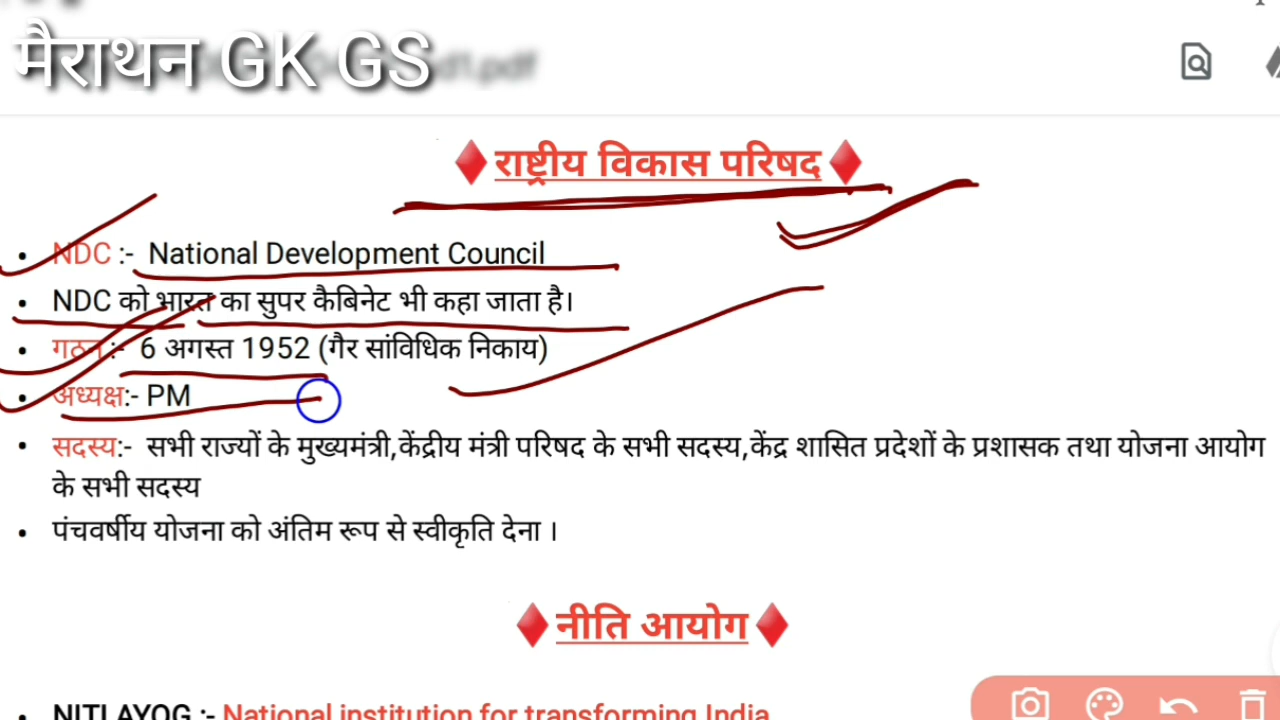 मैराथन GK GS
d1.pdf
राष्ट्रीय विकास परिषद
• NDC :- National Development Council
• NDC को भारत का सुपर कैबिनेट भी कहा जाता है।
• गठन :- 6 अगस्त 1952 (गैर सांविधिक निकाय)
• अध्यक्ष:- PM
• सदस्य:- सभी राज्यों के मुख्यमंत्री,केंद्रीय मंत्री परिषद के सभी सदस्य,केंद्र शासित प्रदेशों के प्रशासक तथा योजना आयोग
के सभी सदस्य
• पंचवर्षीय योजना को अंतिम रूप से स्वीकृति देना ।
नीति आयोग
• NITI AYOG :- National institution for transforming India